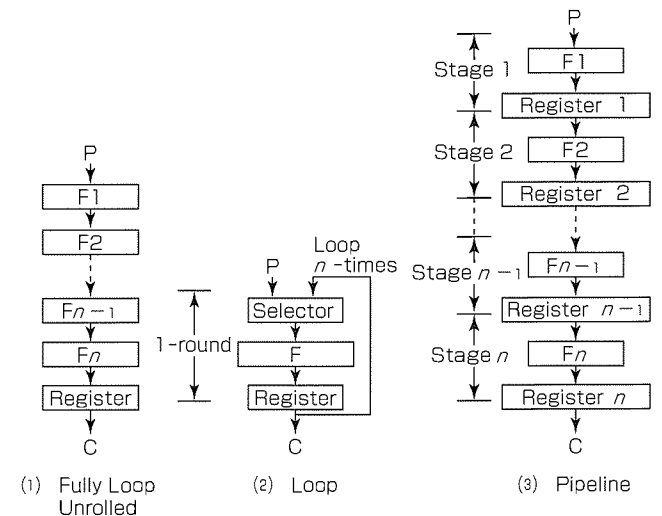 P
F1
F2
Fn-1
Fn
Register
C
(1) Fully Loop
Unrolled
Loop
n-times
P
Selector
1-round
F
Register
C
(2) Loop
P
Stage 1
F1
Register 1
Stage 2
F2
Register 2
Stage n-1
Fn-1
Register n-1
Stage n
Fn
Register n
C
(3) Pipeline